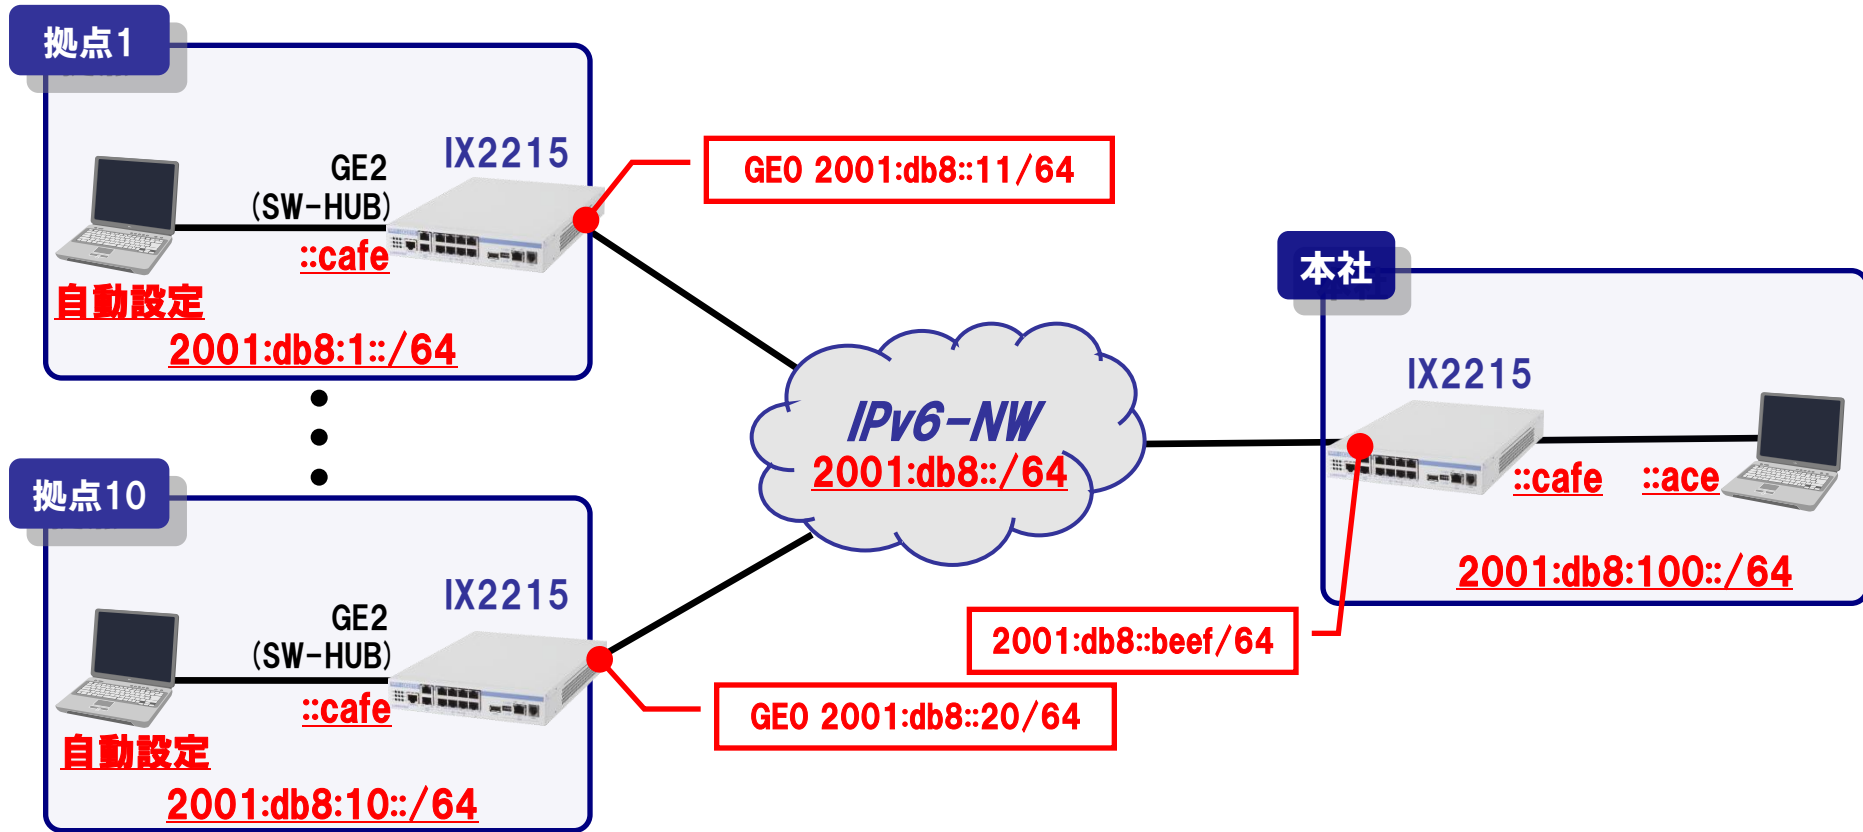 拠点1
IX2215
GE2
(SW-HUB)
::cafe
自動設定
2001:db8:1::/64
GE0 2001:db8::11/64
拠点10
IX2215
GE2
(SW-HUB)
::cafe
自動設定
2001:db8:10::/64
GE0 2001:db8::20/64
IPv6-NW
2001:db8::/64
本社
IX2215
::cafe
::ace
2001:db8:100::/64
2001:db8::beef/64